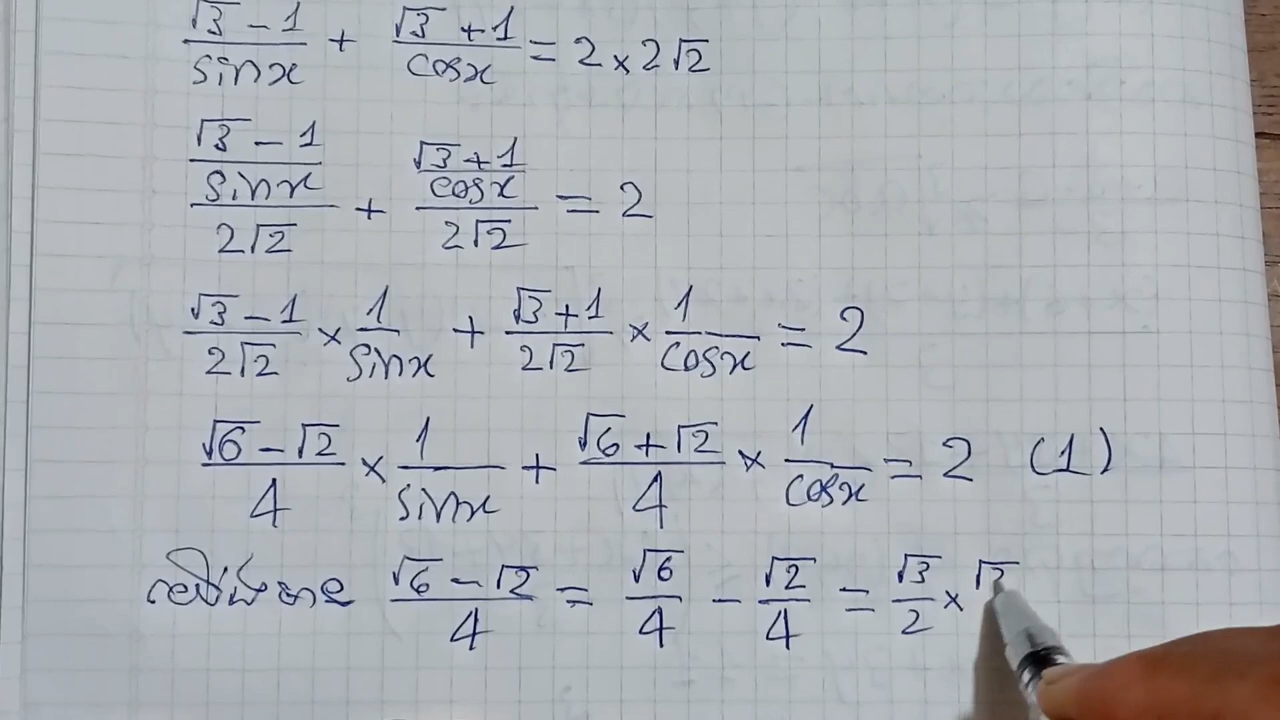 (√3 - 1)/sinx + (√3 + 1)/cosx = 2 × 2√2
((√3 - 1)/sinx)/(2√2) + ((√3 + 1)/cosx)/(2√2) = 2
(√3 - 1)/(2√2) × 1/sinx + (√3 + 1)/(2√2) × 1/cosx = 2
(√6 - √2)/4 × 1/sinx + (√6 + √2)/4 × 1/cosx = 2 (1)
(√6 - √2)/4 = √6/4 - √2/4 = √3/2 ×